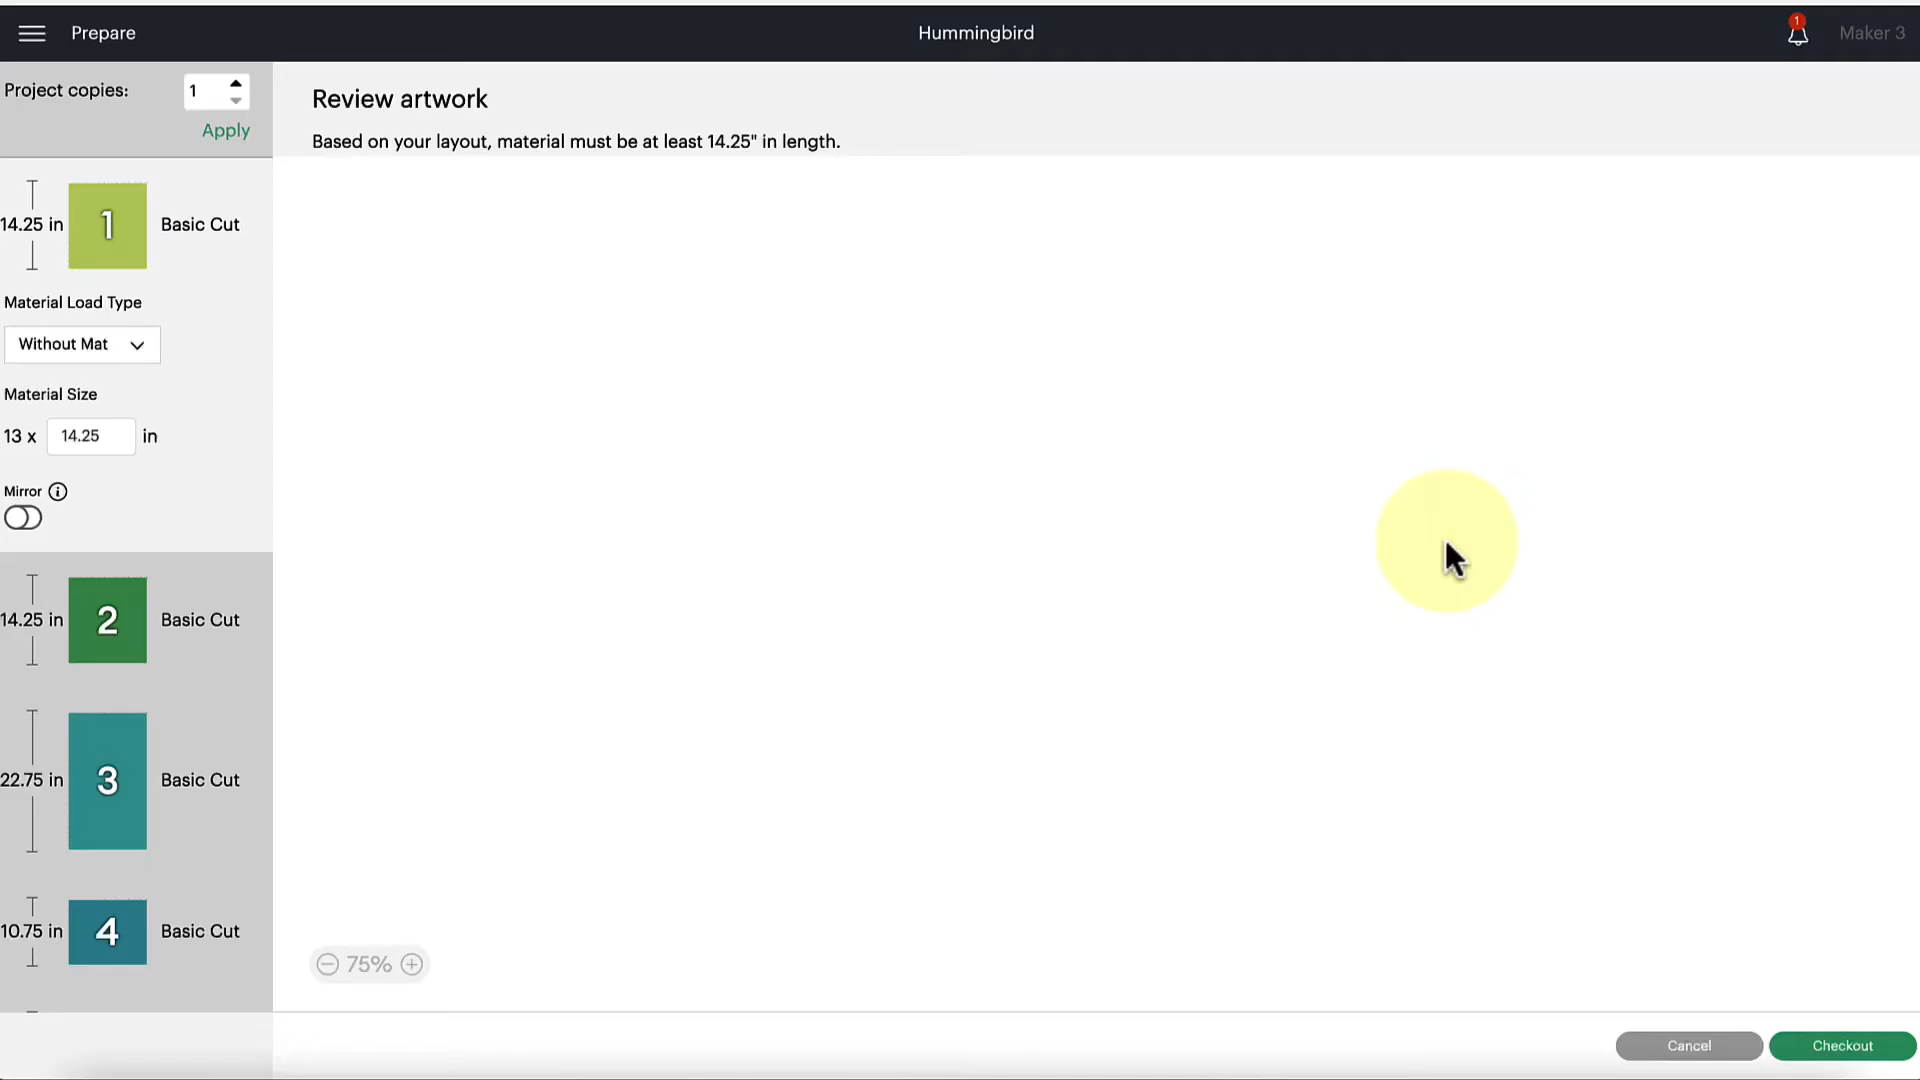 Prepare
Hummingbird
1
Maker 3
Project copies:
1
Apply
Review artwork
Based on your layout, material must be at least 14.25" in length.
14.25 in
1
Basic Cut
Material Load Type
Without Mat
Material Size
13 x
14.25
in
Mirror
14.25 in
2
Basic Cut
22.75 in
3
Basic Cut
10.75 in
4
Basic Cut
75%
Cancel
Checkout